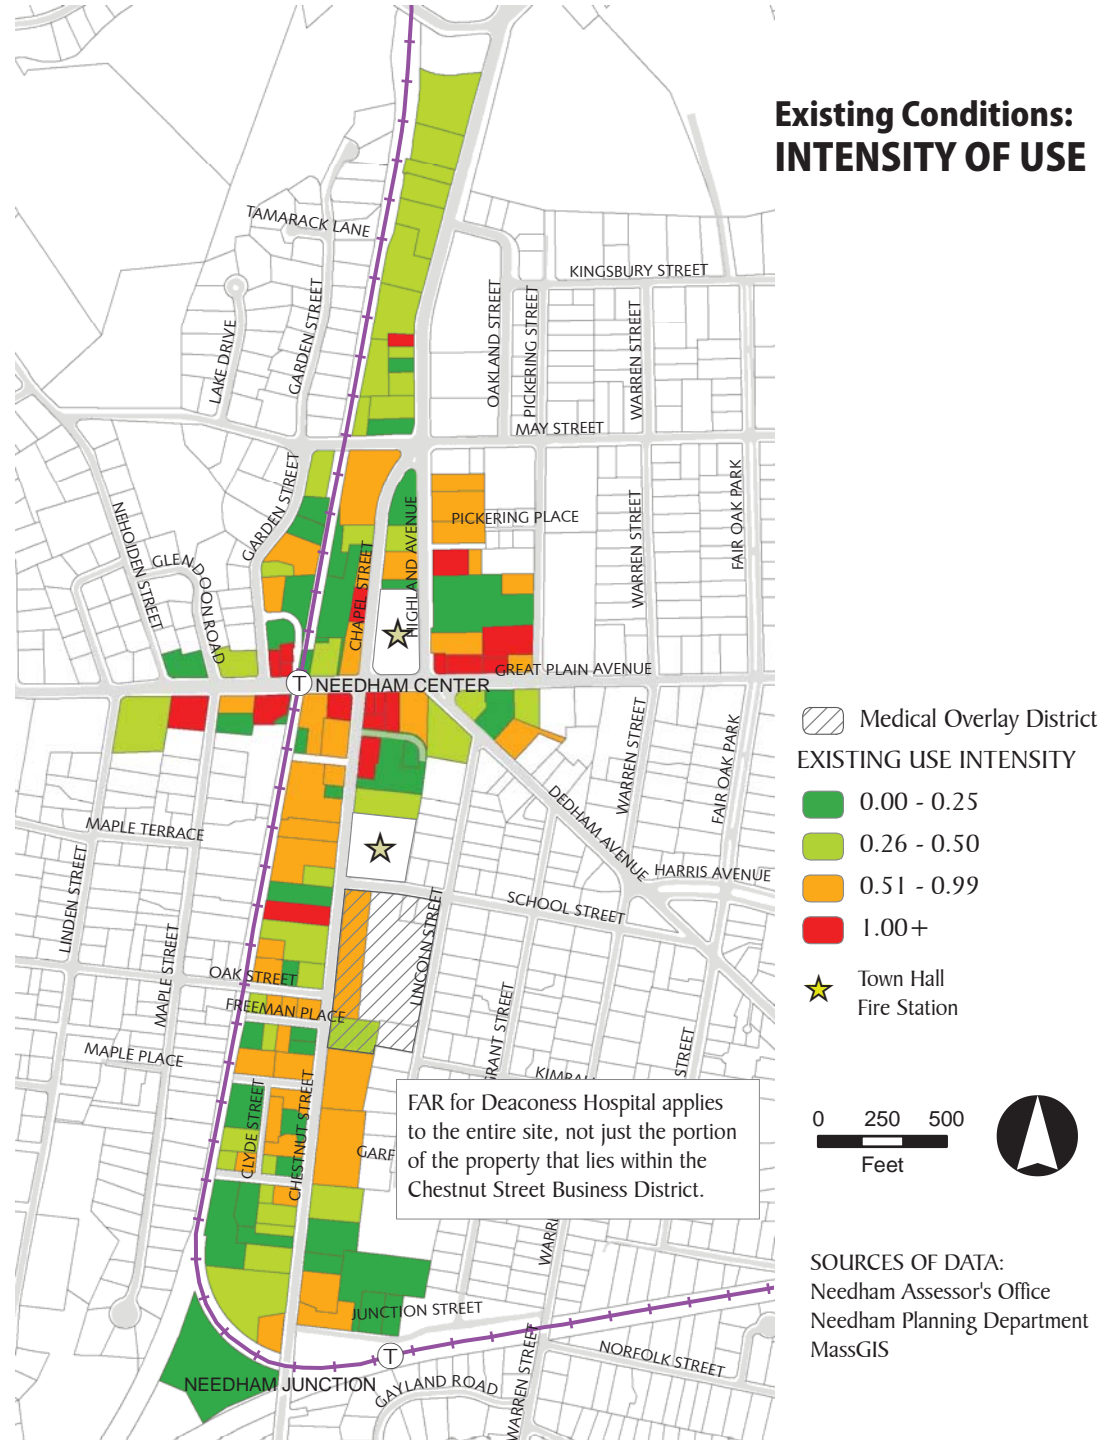 Existing Conditions:
INTENSITY OF USE
TAMARACK LANE
KINGSBURY STREET
LAKE DRIVE
GARDEN STREET
OAKLAND STREET
PICKERING STREET
WARREN STREET
MAY STREET
NEHOIDEN STREET
GARDEN STREET
GLENDOON ROAD
CHAPEL STREET
HIGHLAND AVENUE
PICKERING PLACE
WARREN STREET
FAIR OAK PARK
GREAT PLAIN AVENUE
T
NEEDHAM CENTER
WARREN STREET
FAIR OAK PARK
DEDHAM AVENUE
HARRIS AVENUE
MAPLE TERRACE
LINDEN STREET
MAPLE STREET
SCHOOL STREET
LINCOLN STREET
OAK STREET
FREEMAN PLACE
MAPLE PLACE
GRANT STREET
STREET
KIMBA
CLYDE STREET
CHESTNUT STREET
GARF
FAR for Deaconess Hospital applies
to the entire site, not just the portion
of the property that lies within the
Chestnut Street Business District.
WARRE
JUNCTION STREET
T
NEEDHAM JUNCTION
GAYLAND ROAD
WARREN STREET
NORFOLK STREET
Medical Overlay District
EXISTING USE INTENSITY
0.00 - 0.25
0.26 - 0.50
0.51 - 0.99
1.00+
Town Hall
Fire Station
0 250 500
Feet
SOURCES OF DATA:
Needham Assessor's Office
Needham Planning Department
MassGIS